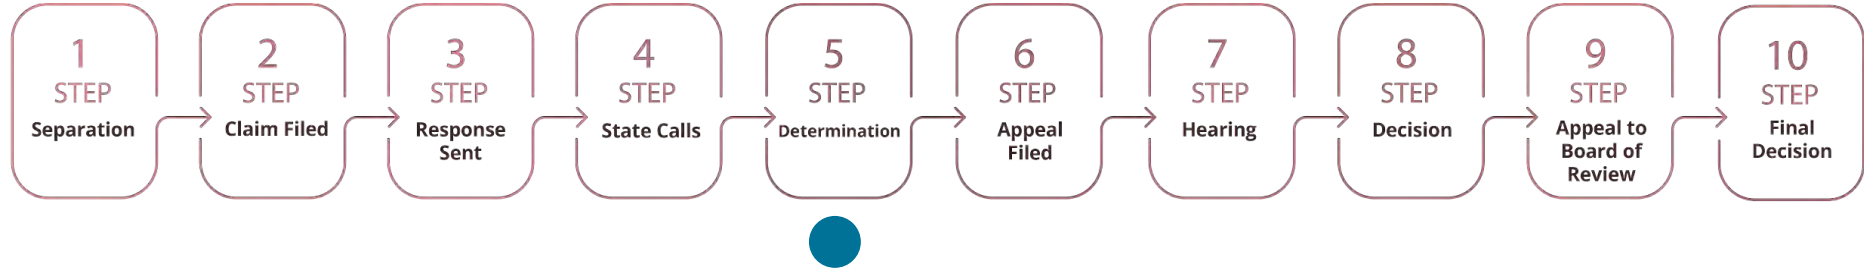 1
STEP
Separation
2
STEP
Claim Filed
3
STEP
Response
Sent
4
STEP
State Calls
5
STEP
Determination
6
STEP
Appeal
Filed
7
STEP
Hearing
8
STEP
Decision
9
STEP
Appeal to
Board of
Review
10
STEP
Final
Decision